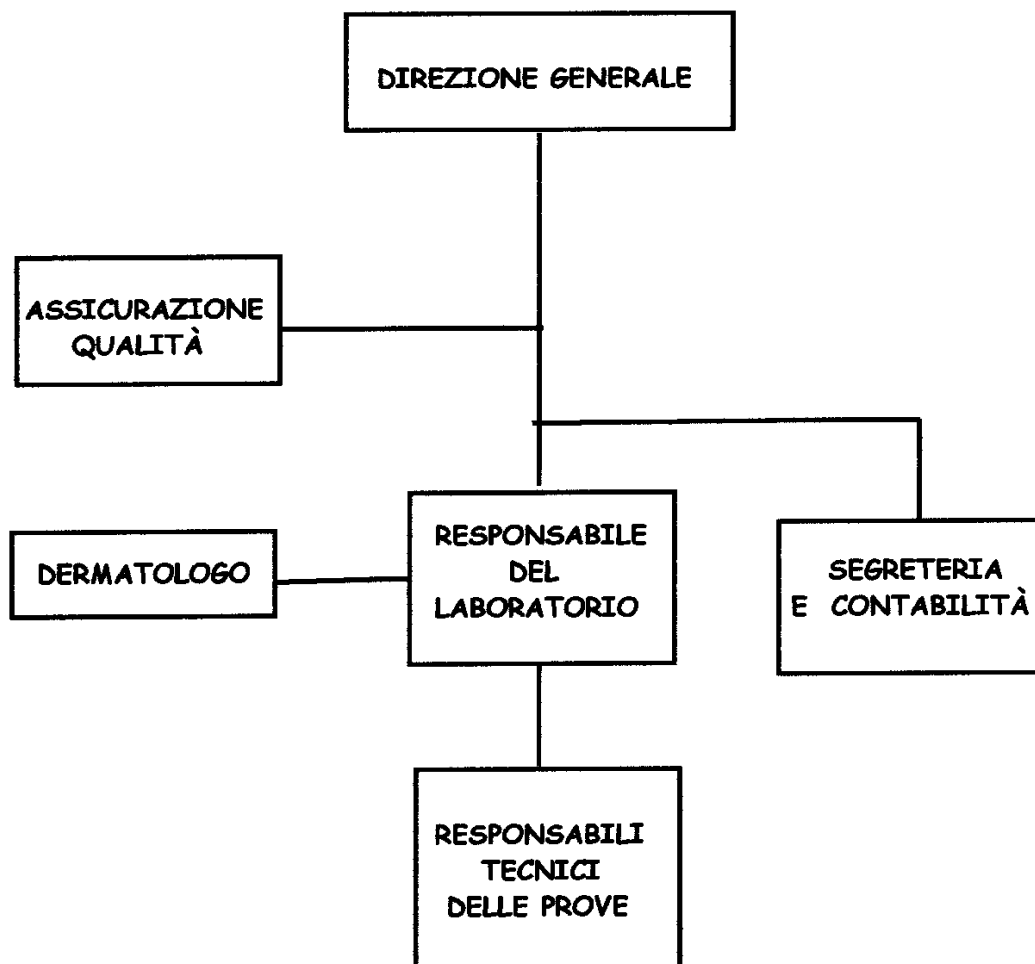 DIREZIONE GENERALE
ASSICURAZIONE
QUALITÀ
DERMATOLOGO
RESPONSABILE
DEL
LABORATORIO
SEGRETERIA
E CONTABILITÀ
RESPONSABILI
TECNICI
DELLE PROVE